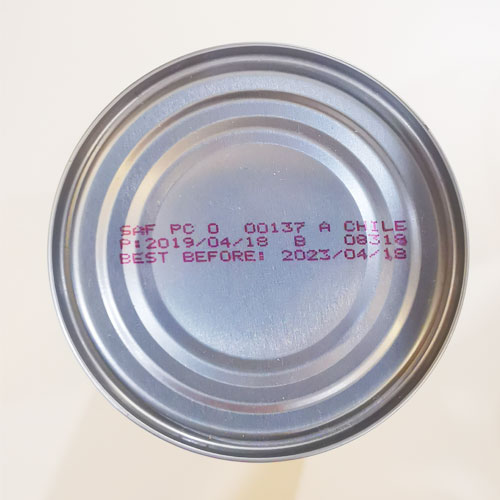 SAF PC 0 00137 A CHILE
P:2019/04/18 B 08318
BEST BEFORE: 2023/04/18